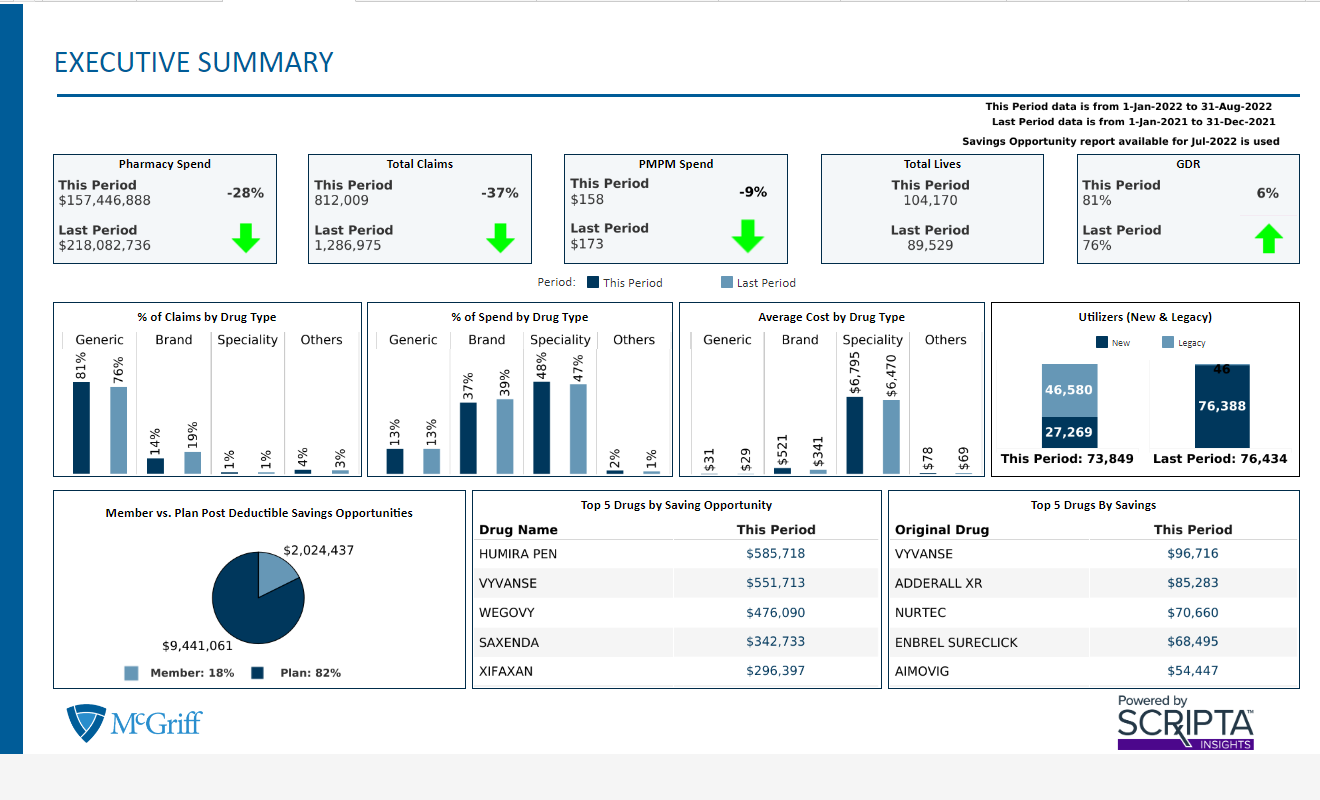 EXECUTIVE SUMMARY
This Period data is from 1-Jan-2022 to 31-Aug-2022
Last Period data is from 1-Jan-2021 to 31-Dec-2021
Savings Opportunity report available for Jul-2022 is used
Pharmacy Spend
This Period
$157,446,888
-28%
Last Period
$218,082,736
Total Claims
This Period
812,009
-37%
Last Period
1,286,975
PMPM Spend
This Period
$158
-9%
Last Period
$173
Total Lives
This Period
104,170
Last Period
89,529
GDR
This Period
81%
6%
Last Period
76%
Period: This Period Last Period
% of Claims by Drug Type
Generic Brand Speciality Others
81% 76% 14% 19% 1% 1% 4% 3%
% of Spend by Drug Type
Generic Brand Speciality Others
13% 13% 37% 39% 48% 47% 2% 1%
Average Cost by Drug Type
Generic Brand Speciality Others
$31 $29 $521 $341 $6,795 $6,470 $78 $69
Utilizers (New & Legacy)
New Legacy
46,580 46
27,269 76,388
This Period: 73,849 Last Period: 76,434
Member vs. Plan Post Deductible Savings Opportunities
$2,024,437
$9,441,061
Member: 18% Plan: 82%
Top 5 Drugs by Saving Opportunity
Drug Name This Period
HUMIRA PEN $585,718
VYVANSE $551,713
WEGOVY $476,090
SAXENDA $342,733
XIFAXAN $296,397
Top 5 Drugs By Savings
Original Drug This Period
VYVANSE $96,716
ADDERALL XR $85,283
NURTEC $70,660
ENBREL SURECLICK $68,495
AIMOVIG $54,447
McGriff
Powered by
SCRIPTA™
INSIGHTS